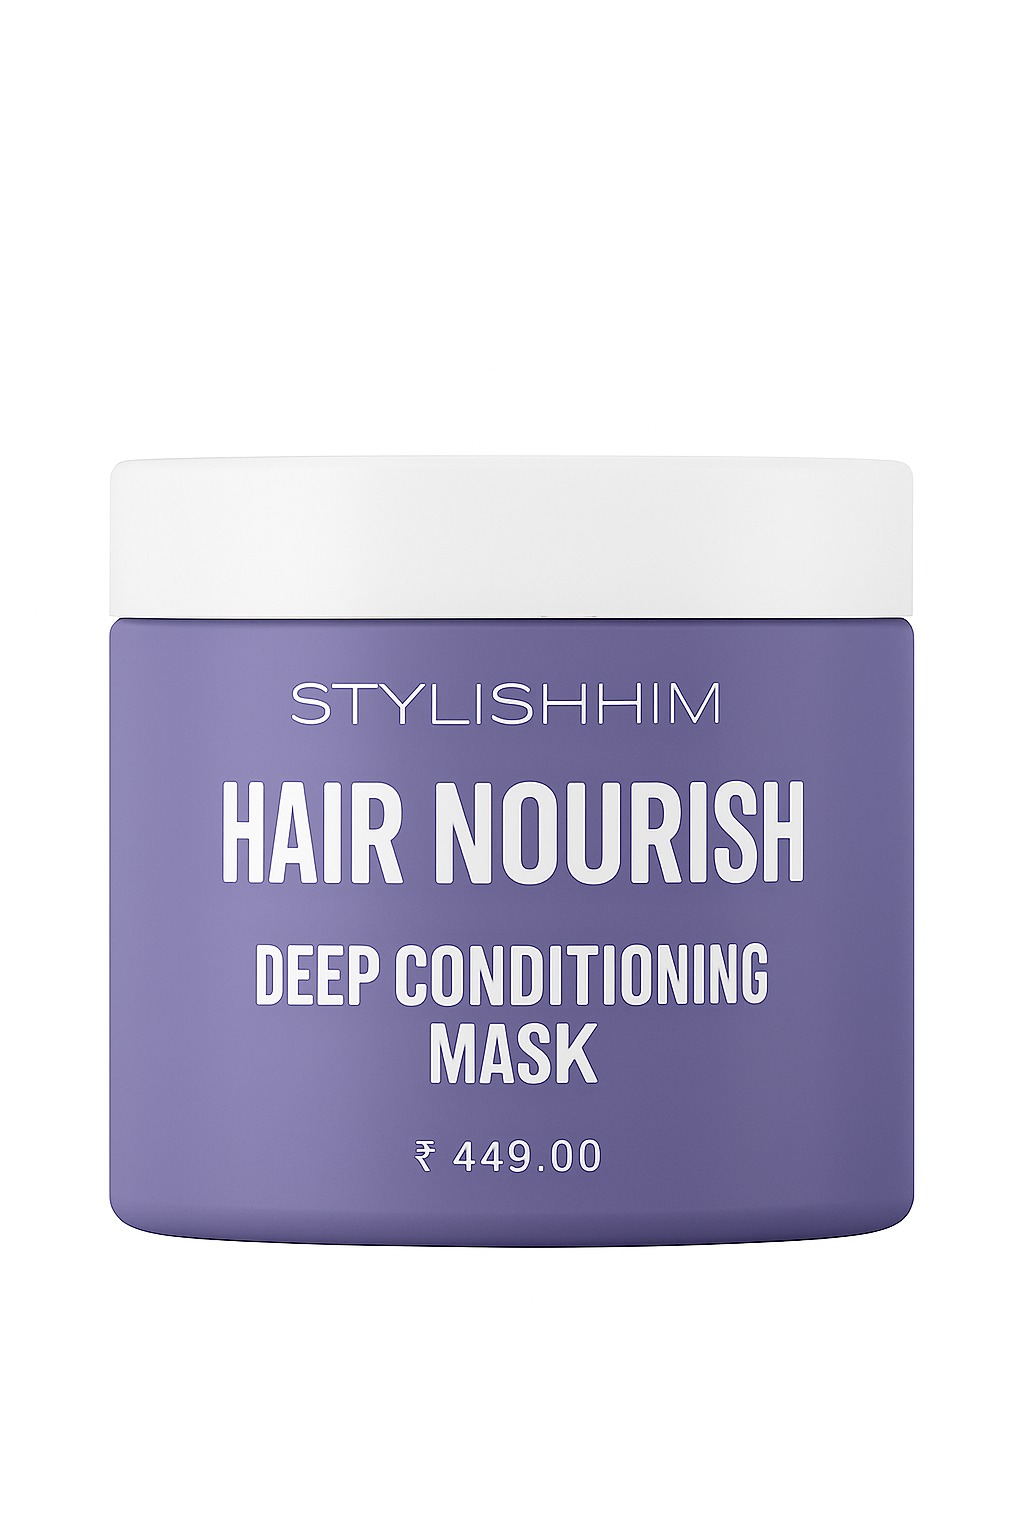 STYLISHHIM
HAIR NOURISH
DEEP CONDITIONING
MASK
₹ 449.00